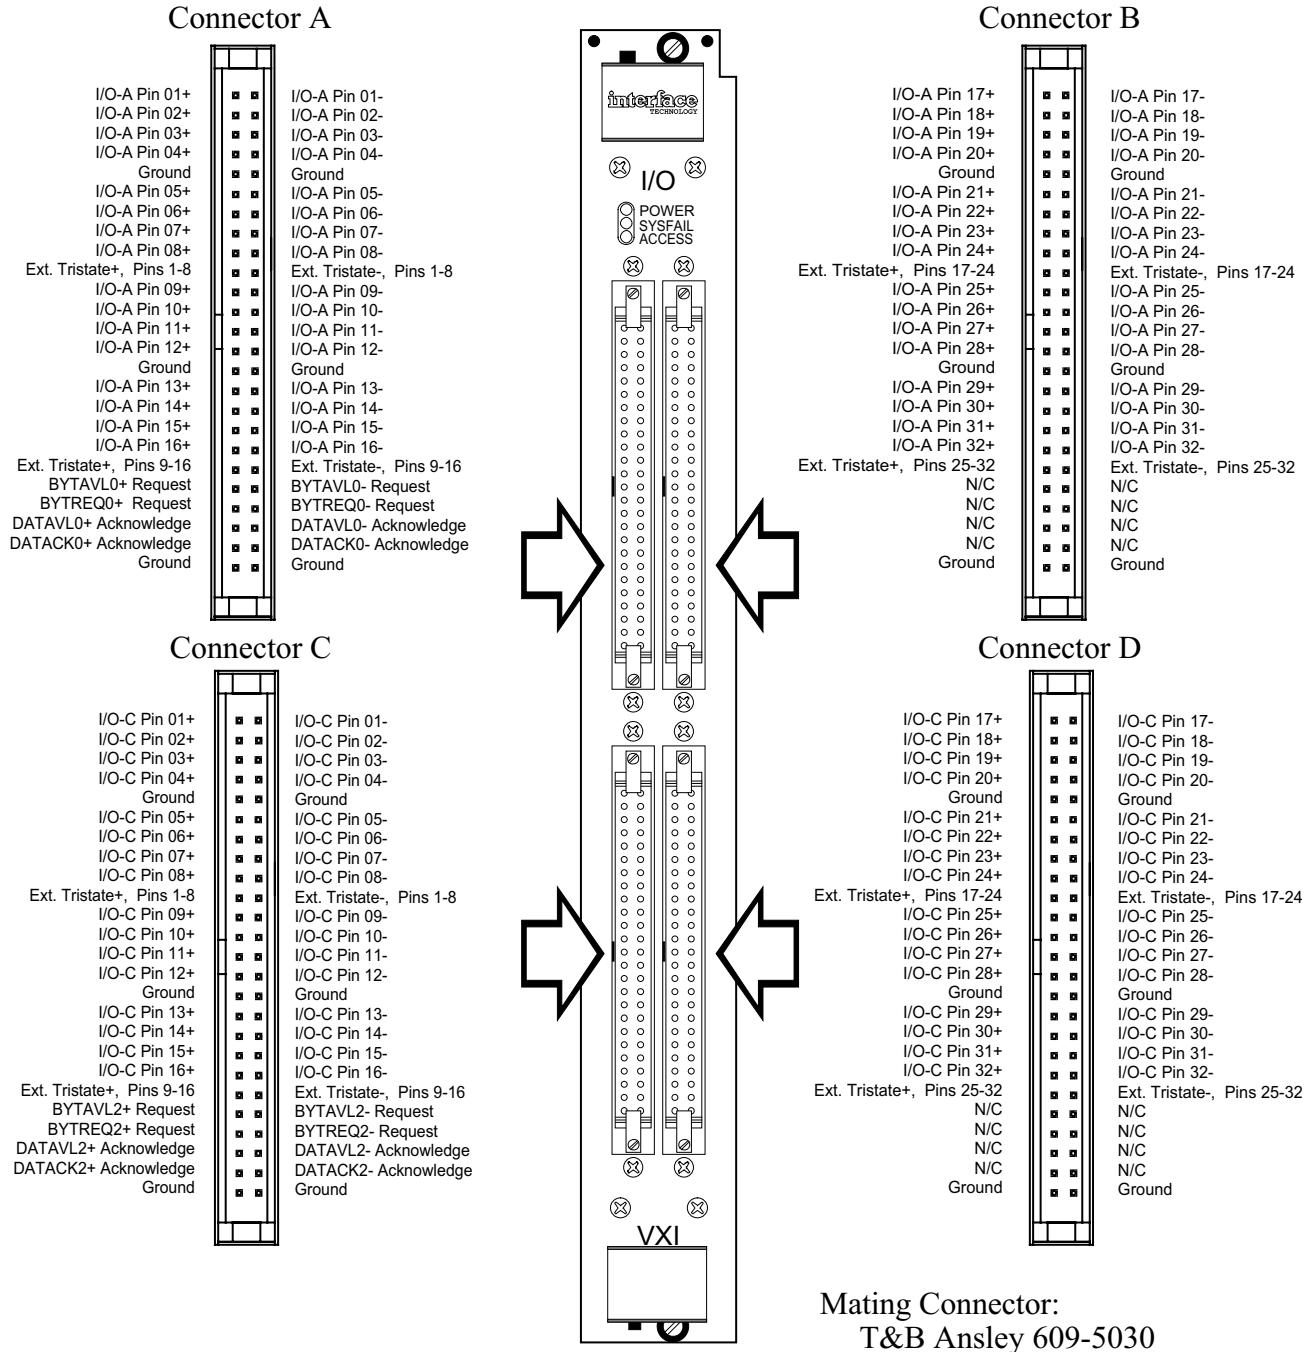 Connector A
I/O-A Pin 01+ I/O-A Pin 01-
I/O-A Pin 02+ I/O-A Pin 02-
I/O-A Pin 03+ I/O-A Pin 03-
I/O-A Pin 04+ I/O-A Pin 04-
Ground Ground
I/O-A Pin 05+ I/O-A Pin 05-
I/O-A Pin 06+ I/O-A Pin 06-
I/O-A Pin 07+ I/O-A Pin 07-
I/O-A Pin 08+ I/O-A Pin 08-
Ext. Tristate+, Pins 1-8 Ext. Tristate-, Pins 1-8
I/O-A Pin 09+ I/O-A Pin 09-
I/O-A Pin 10+ I/O-A Pin 10-
I/O-A Pin 11+ I/O-A Pin 11-
I/O-A Pin 12+ I/O-A Pin 12-
Ground Ground
I/O-A Pin 13+ I/O-A Pin 13-
I/O-A Pin 14+ I/O-A Pin 14-
I/O-A Pin 15+ I/O-A Pin 15-
I/O-A Pin 16+ I/O-A Pin 16-
Ext. Tristate+, Pins 9-16 Ext. Tristate-, Pins 9-16
BYTAVL0+ Request BYTAVL0- Request
BYTREQ0+ Request BYTREQ0- Request
DATAVL0+ Acknowledge DATAVL0- Acknowledge
DATACK0+ Acknowledge DATACK0- Acknowledge
Ground Ground
interface
TECHNOLOGY
I/O
POWER
SYSFAIL
ACCESS
Connector B
I/O-A Pin 17+ I/O-A Pin 17-
I/O-A Pin 18+ I/O-A Pin 18-
I/O-A Pin 19+ I/O-A Pin 19-
I/O-A Pin 20+ I/O-A Pin 20-
Ground Ground
I/O-A Pin 21+ I/O-A Pin 21-
I/O-A Pin 22+ I/O-A Pin 22-
I/O-A Pin 23+ I/O-A Pin 23-
I/O-A Pin 24+ I/O-A Pin 24-
Ext. Tristate+, Pins 17-24 Ext. Tristate-, Pins 17-24
I/O-A Pin 25+ I/O-A Pin 25-
I/O-A Pin 26+ I/O-A Pin 26-
I/O-A Pin 27+ I/O-A Pin 27-
I/O-A Pin 28+ I/O-A Pin 28-
Ground Ground
I/O-A Pin 29+ I/O-A Pin 29-
I/O-A Pin 30+ I/O-A Pin 30-
I/O-A Pin 31+ I/O-A Pin 31-
I/O-A Pin 32+ I/O-A Pin 32-
Ext. Tristate+, Pins 25-32 Ext. Tristate-, Pins 25-32
N/C N/C
N/C N/C
N/C N/C
N/C N/C
Ground Ground
Connector C
I/O-C Pin 01+ I/O-C Pin 01-
I/O-C Pin 02+ I/O-C Pin 02-
I/O-C Pin 03+ I/O-C Pin 03-
I/O-C Pin 04+ I/O-C Pin 04-
Ground Ground
I/O-C Pin 05+ I/O-C Pin 05-
I/O-C Pin 06+ I/O-C Pin 06-
I/O-C Pin 07+ I/O-C Pin 07-
I/O-C Pin 08+ I/O-C Pin 08-
Ext. Tristate+, Pins 1-8 Ext. Tristate-, Pins 1-8
I/O-C Pin 09+ I/O-C Pin 09-
I/O-C Pin 10+ I/O-C Pin 10-
I/O-C Pin 11+ I/O-C Pin 11-
I/O-C Pin 12+ I/O-C Pin 12-
Ground Ground
I/O-C Pin 13+ I/O-C Pin 13-
I/O-C Pin 14+ I/O-C Pin 14-
I/O-C Pin 15+ I/O-C Pin 15-
I/O-C Pin 16+ I/O-C Pin 16-
Ext. Tristate+, Pins 9-16 Ext. Tristate-, Pins 9-16
BYTAVL2+ Request BYTAVL2- Request
BYTREQ2+ Request BYTREQ2- Request
DATAVL2+ Acknowledge DATAVL2- Acknowledge
DATACK2+ Acknowledge DATACK2- Acknowledge
Ground Ground
VXI
Connector D
I/O-C Pin 17+ I/O-C Pin 17-
I/O-C Pin 18+ I/O-C Pin 18-
I/O-C Pin 19+ I/O-C Pin 19-
I/O-C Pin 20+ I/O-C Pin 20-
Ground Ground
I/O-C Pin 21+ I/O-C Pin 21-
I/O-C Pin 22+ I/O-C Pin 22-
I/O-C Pin 23+ I/O-C Pin 23-
I/O-C Pin 24+ I/O-C Pin 24-
Ext. Tristate+, Pins 17-24 Ext. Tristate-, Pins 17-24
I/O-C Pin 25+ I/O-C Pin 25-
I/O-C Pin 26+ I/O-C Pin 26-
I/O-C Pin 27+ I/O-C Pin 27-
I/O-C Pin 28+ I/O-C Pin 28-
Ground Ground
I/O-C Pin 29+ I/O-C Pin 29-
I/O-C Pin 30+ I/O-C Pin 30-
I/O-C Pin 31+ I/O-C Pin 31-
I/O-C Pin 32+ I/O-C Pin 32-
Ext. Tristate+, Pins 25-32 Ext. Tristate-, Pins 25-32
N/C N/C
N/C N/C
N/C N/C
N/C N/C
Ground Ground
Mating Connector:
T&B Ansley 609-5030